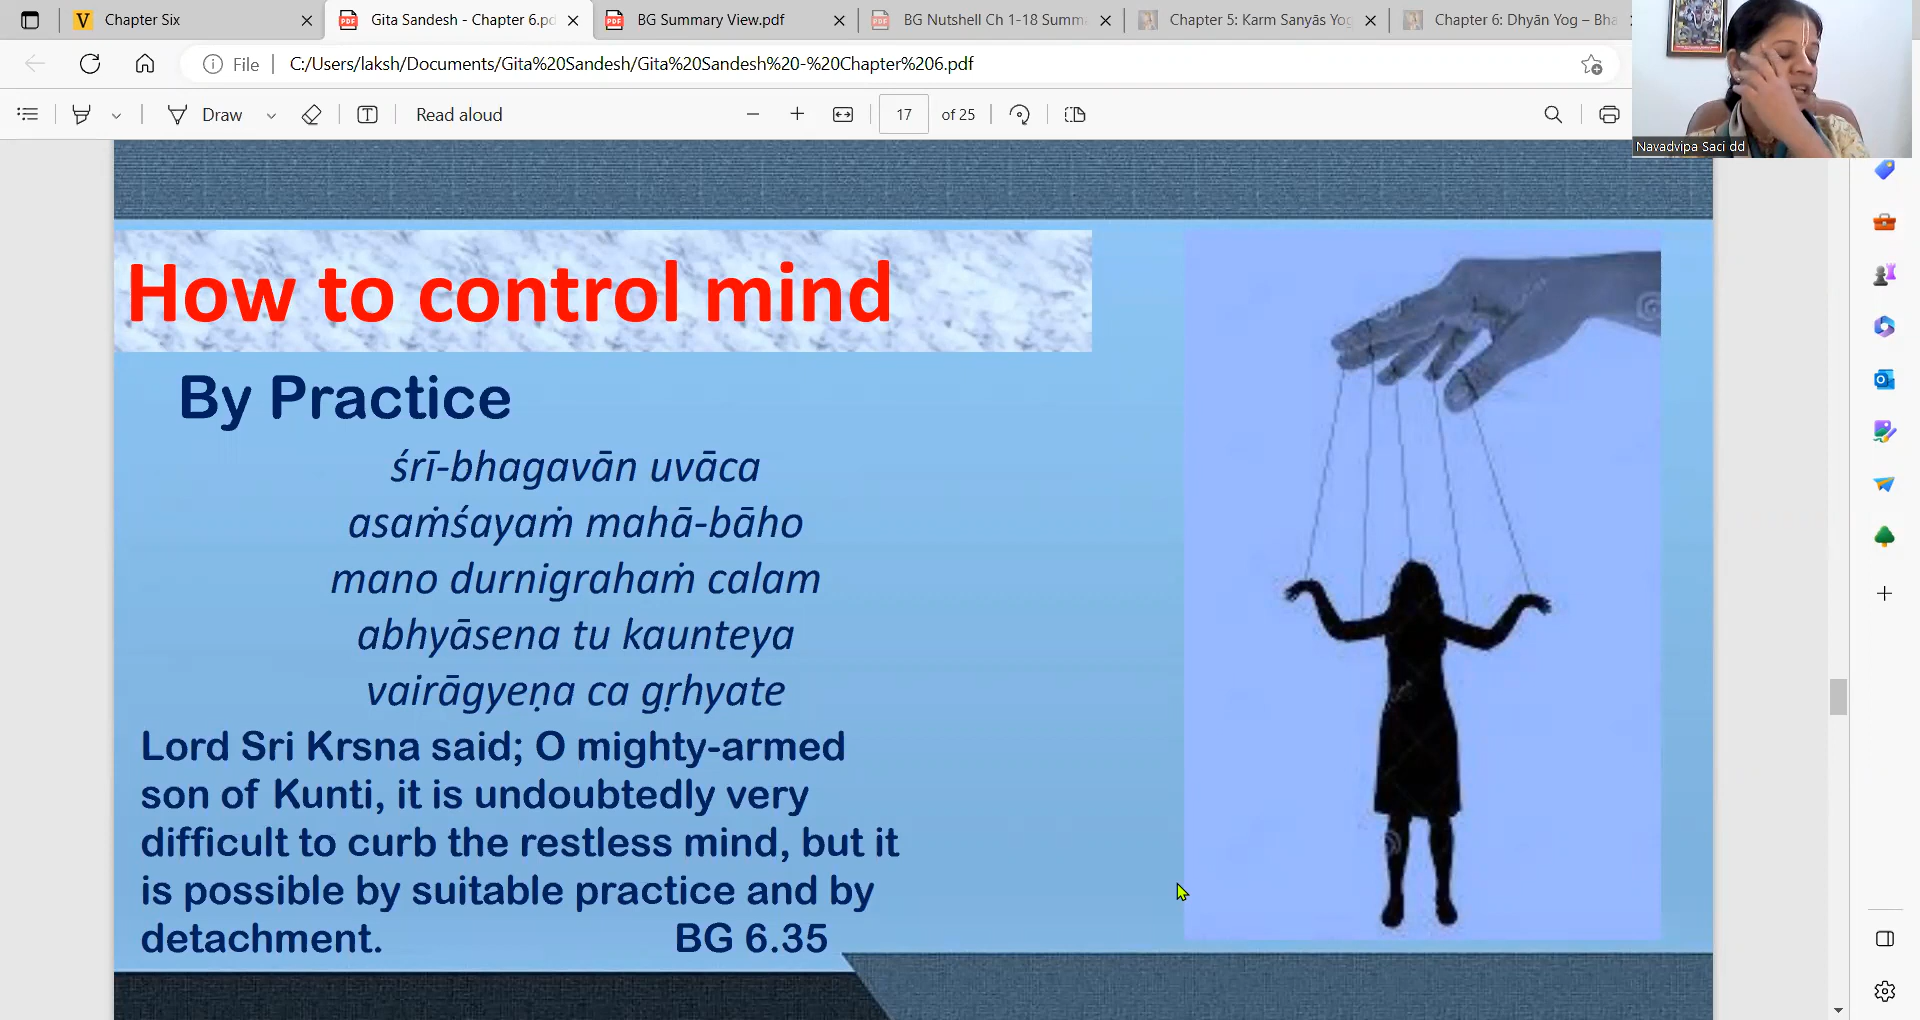 Chapter Six
Gita Sandesh - Chapter 6.pd
BG Summary View.pdf
BG Nutshell Ch 1-18 Summ
Chapter 5: Karm Sanyās Yog
Chapter 6: Dhyān Yog – Bha
File
C:/Users/laksh/Documents/Gita%20Sandesh/Gita%20Sandesh%20-%20Chapter%206.pdf
Draw
Read aloud
17 of 25
Navadvipa Saci dd
How to control mind
By Practice
śrī-bhagavān uvāca
asaṁśayaṁ mahā-bāho
mano durnigrahaṁ calam
abhyāsena tu kaunteya
vairāgyeṇa ca gṛhyate
Lord Sri Krsna said; O mighty-armed
son of Kunti, it is undoubtedly very
difficult to curb the restless mind, but it
is possible by suitable practice and by
detachment. BG 6.35